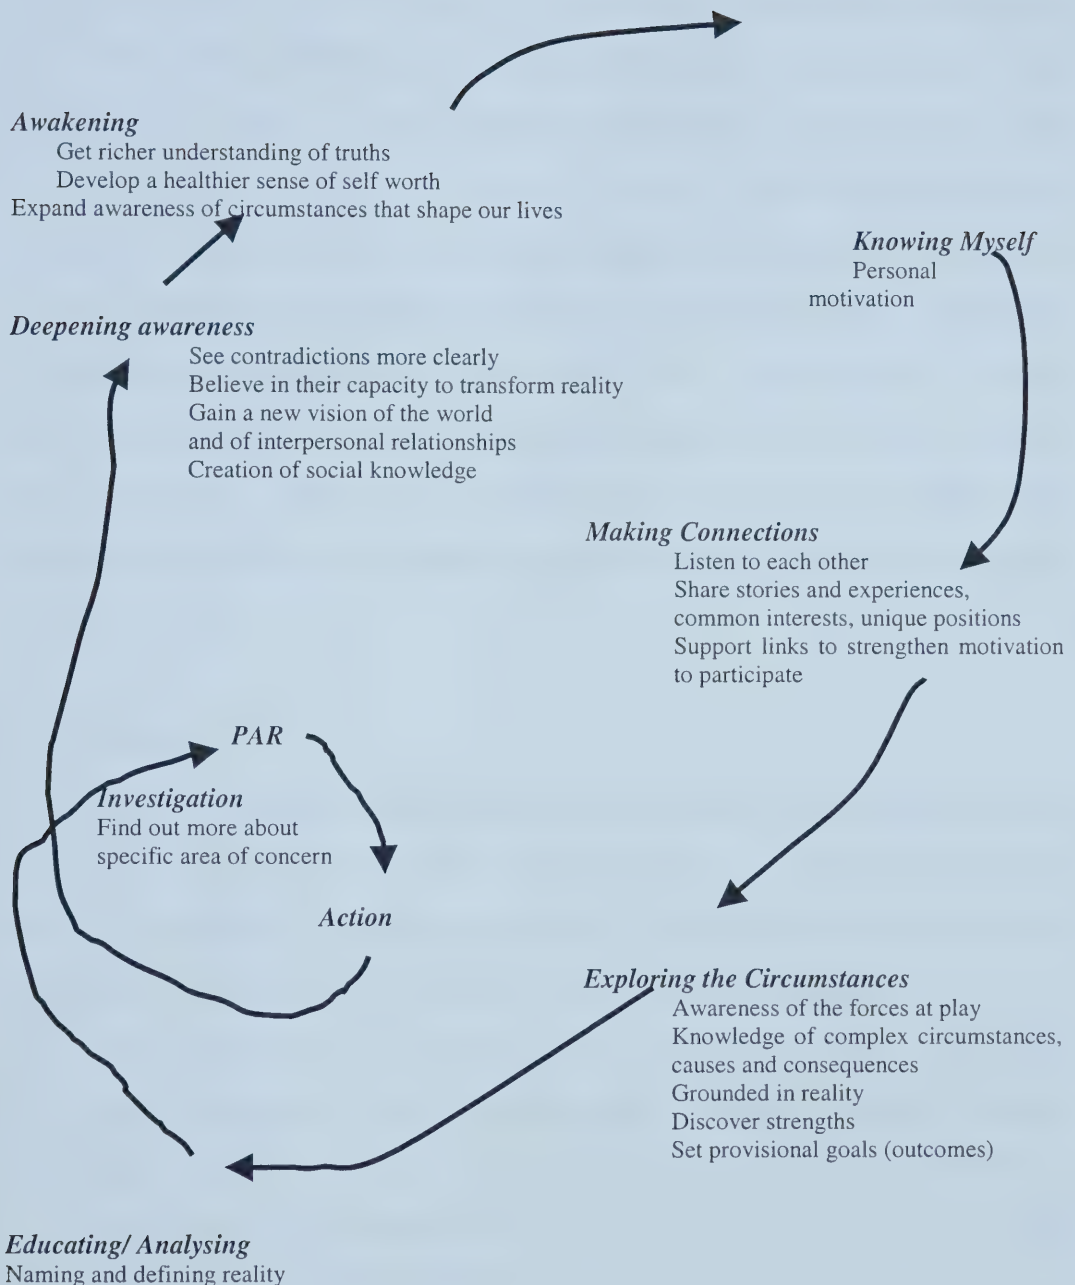 Awakening
Get richer understanding of truths
Develop a healthier sense of self worth
Expand awareness of circumstances that shape our lives
Knowing Myself
Personal
motivation
Deepening awareness
See contradictions more clearly
Believe in their capacity to transform reality
Gain a new vision of the world
and of interpersonal relationships
Creation of social knowledge
Making Connections
Listen to each other
Share stories and experiences,
common interests, unique positions
Support links to strengthen motivation
to participate
PAR
Investigation
Find out more about
specific area of concern
Action
Exploring the Circumstances
Awareness of the forces at play
Knowledge of complex circumstances,
causes and consequences
Grounded in reality
Discover strengths
Set provisional goals (outcomes)
Educating/ Analysing
Naming and defining reality